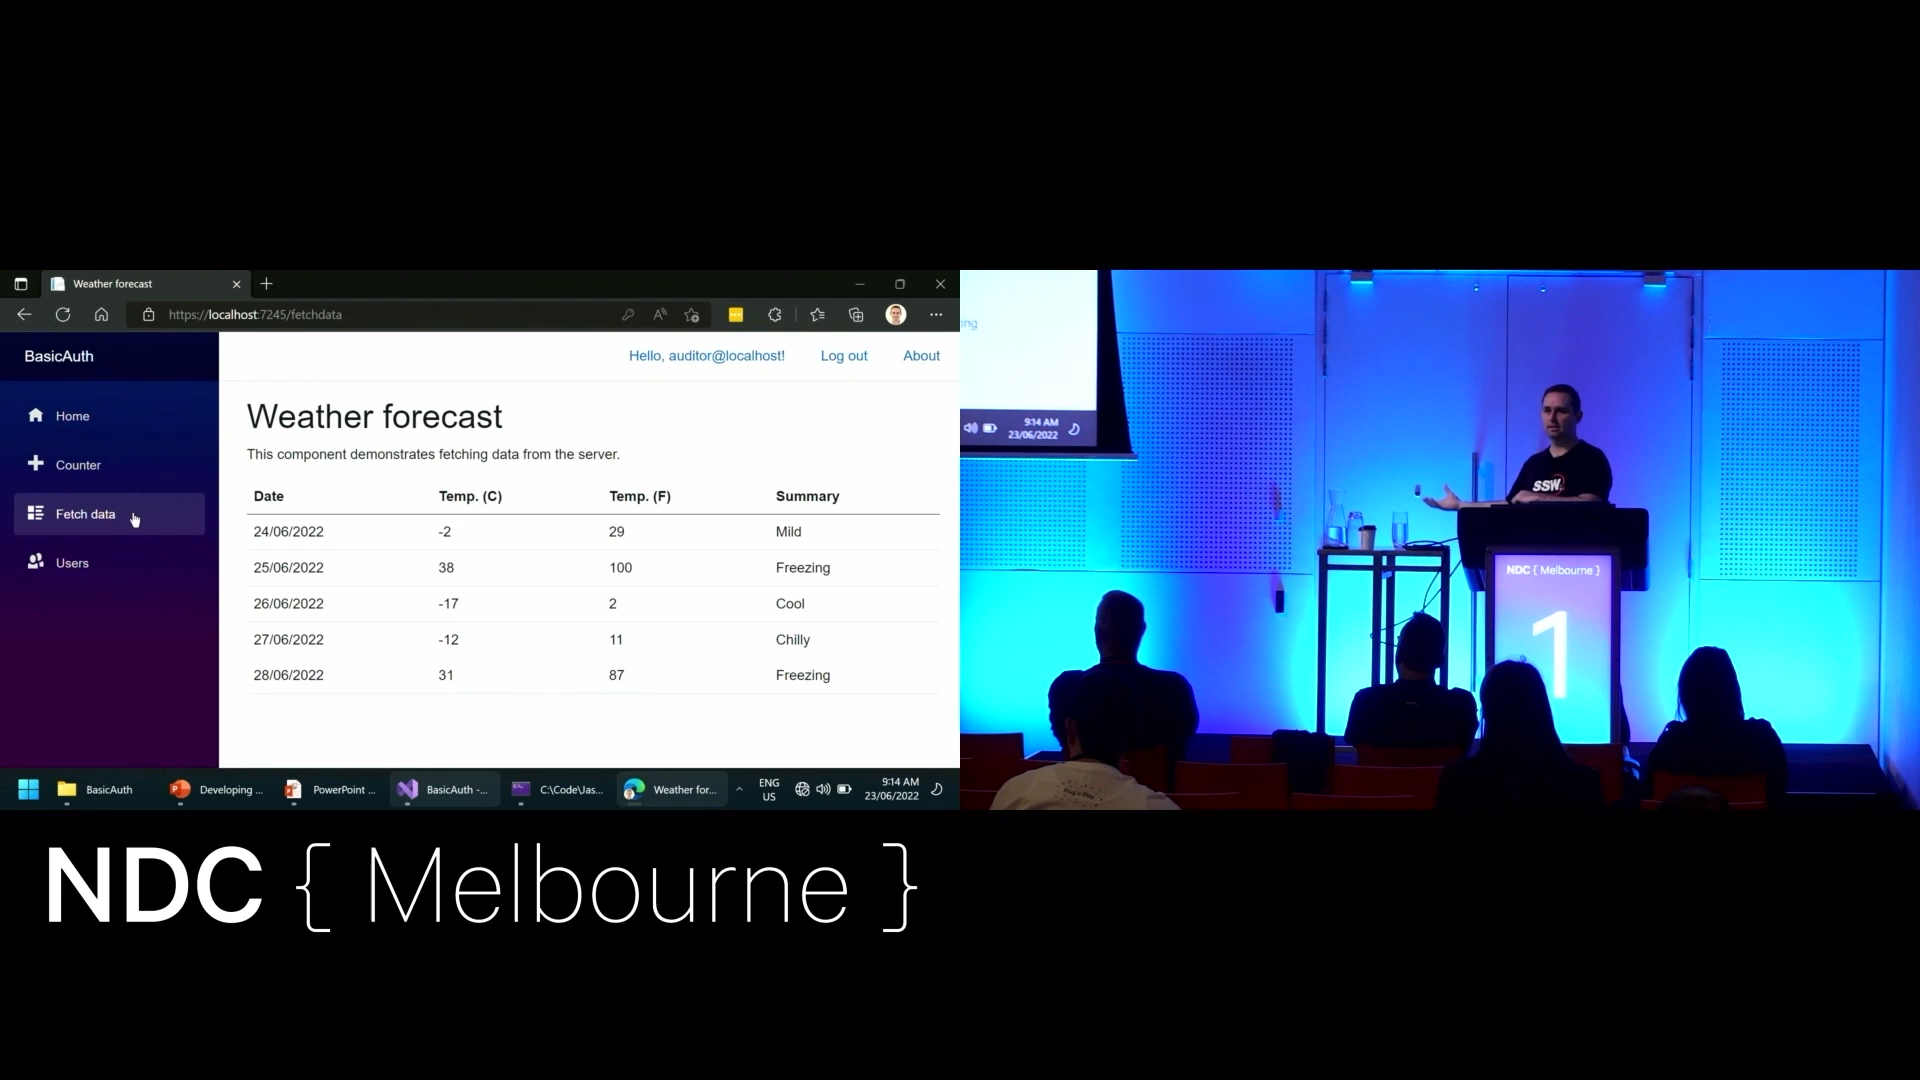 Weather forecast
https://localhost:7245/fetchdata
BasicAuth
Hello, auditor@localhost! Log out About
Home
Counter
Fetch data
Users
Weather forecast
This component demonstrates fetching data from the server.
Date Temp. (C) Temp. (F) Summary
24/06/2022 -2 29 Mild
25/06/2022 38 100 Freezing
26/06/2022 -17 2 Cool
27/06/2022 -12 11 Chilly
28/06/2022 31 87 Freezing
BasicAuth
Developing ...
PowerPoint ...
BasicAuth -...
C:\Code\Jas...
Weather for...
ENG
US
9:14 AM
23/06/2022
ing
9:14 AM
23/06/2022
SSW
NDC { Melbourne }
1
NDC { Melbourne }